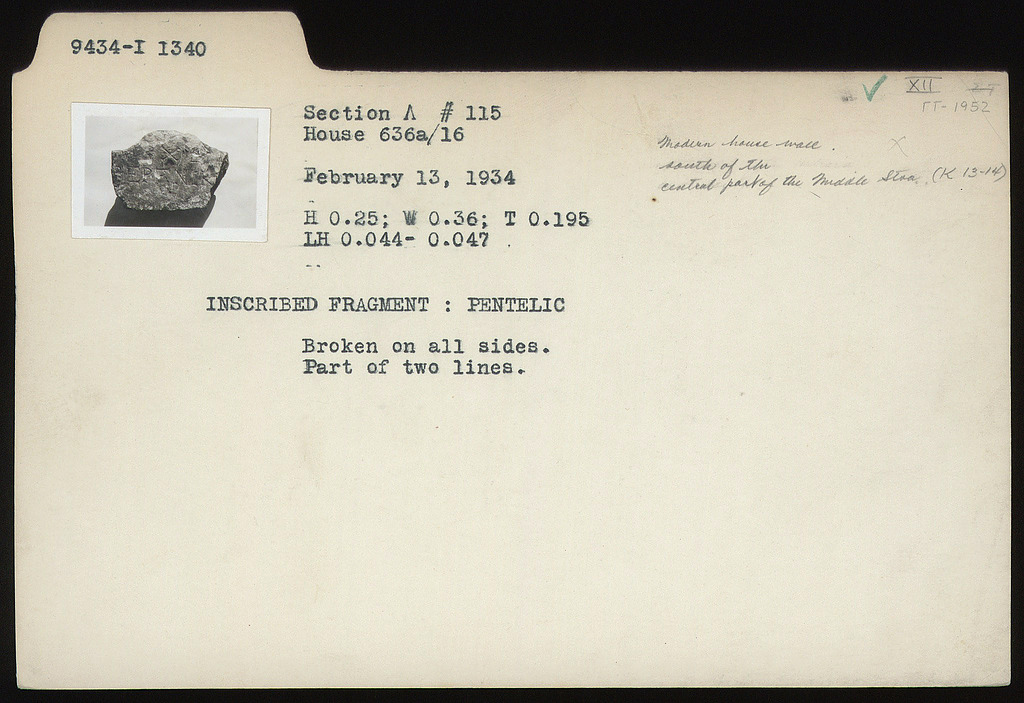 9434-I 1340
XII
ΓΓ-1952
Section Λ # 115
House 636a/16
Modern house wall.
south of the
central part of the Middle Stoa. (K 13-14)
February 13, 1934
H 0.25; W 0.36; T 0.195
LH 0.044- 0.047
INSCRIBED FRAGMENT : PENTELIC
Broken on all sides.
Part of two lines.